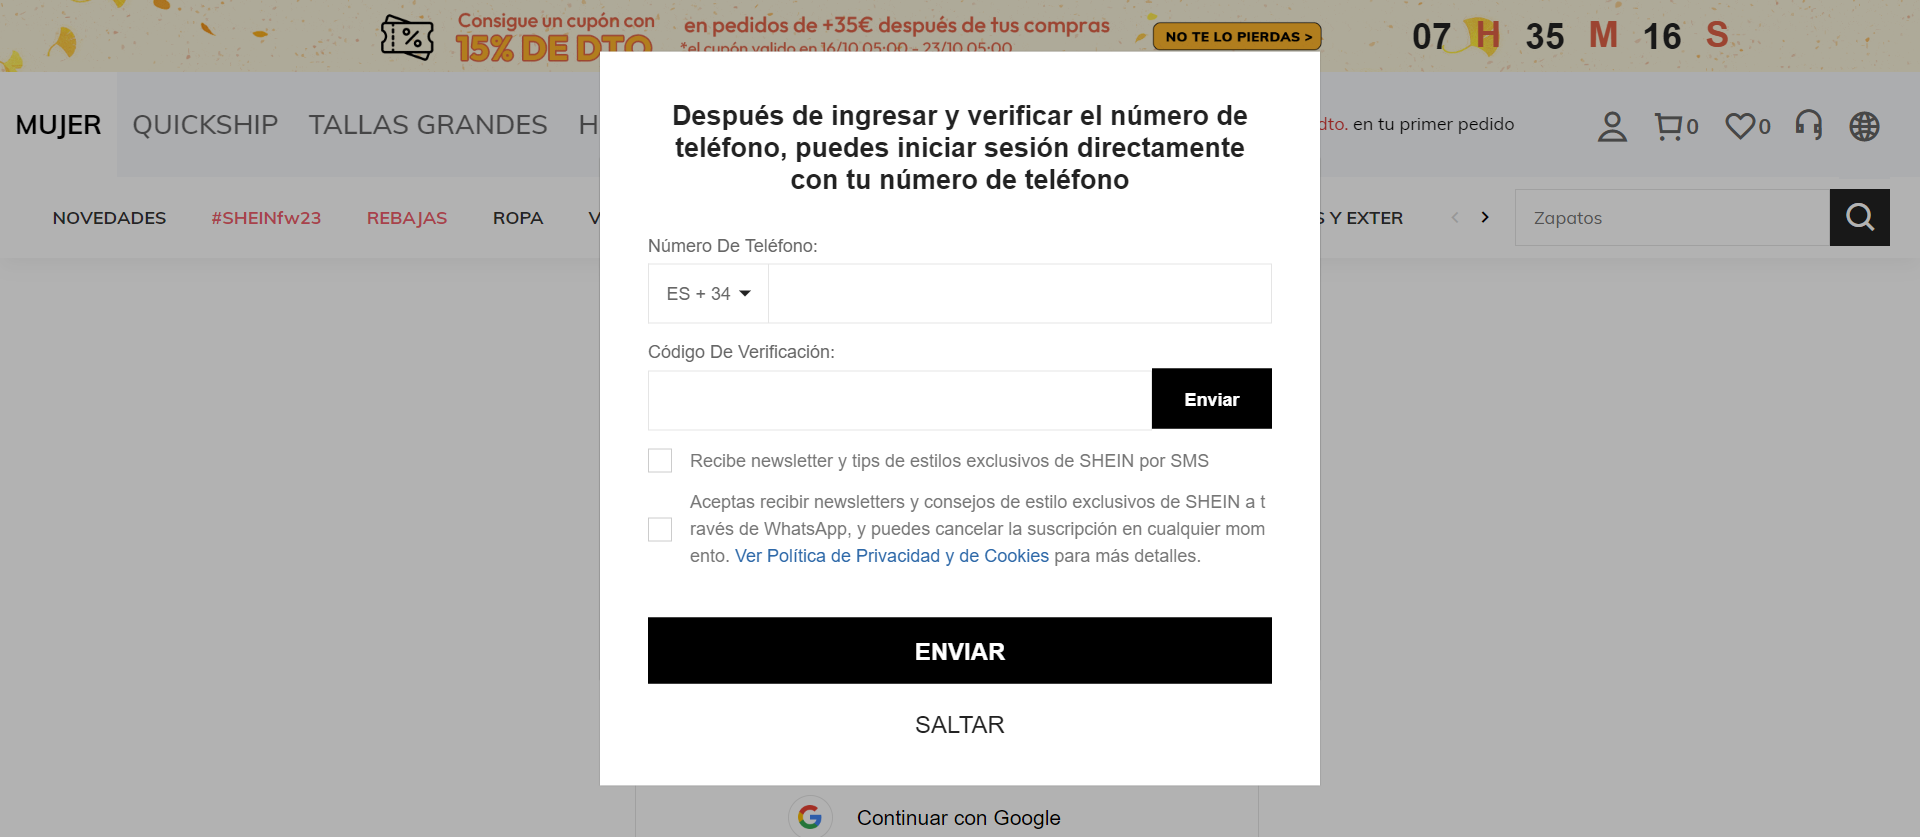 Consigue un cupón con
15% DE DTO
en pedidos de +35€ después de tus compras
*el cupón valido en 16/10 05:00 - 23/10 05:00
NO TE LO PIERDAS >
07 H 35 M 16 S
MUJER
QUICKSHIP
TALLAS GRANDES
H
dto. en tu primer pedido
0
0
NOVEDADES
#SHEINfw23
REBAJAS
ROPA
V
S Y EXTER
Zapatos
Después de ingresar y verificar el número de
teléfono, puedes iniciar sesión directamente
con tu número de teléfono
Número De Teléfono:
ES + 34
Código De Verificación:
Enviar
Recibe newsletter y tips de estilos exclusivos de SHEIN por SMS
Aceptas recibir newsletters y consejos de estilo exclusivos de SHEIN a t
ravés de WhatsApp, y puedes cancelar la suscripción en cualquier mom
ento. Ver Política de Privacidad y de Cookies para más detalles.
ENVIAR
SALTAR
Continuar con Google